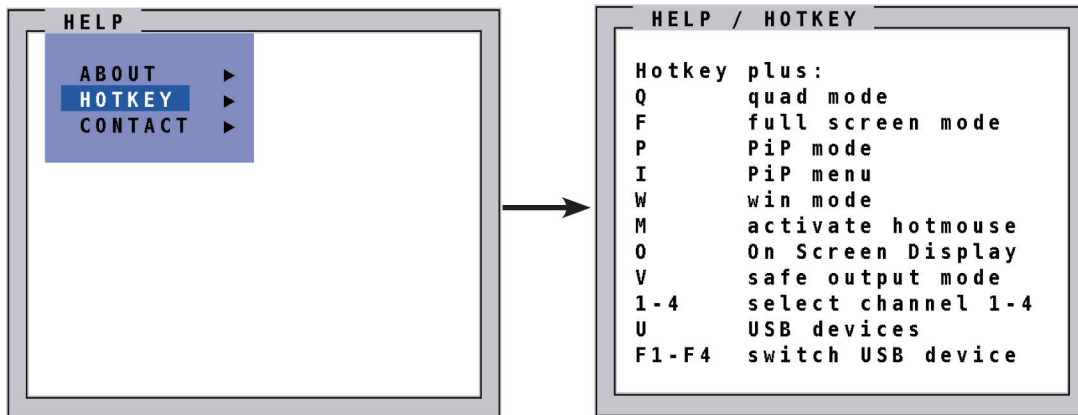 HELP
ABOUT ▶
HOTKEY ▶
CONTACT ▶
HELP / HOTKEY
Hotkey plus:
Q quad mode
F full screen mode
P PiP mode
I PiP menu
W win mode
M activate hotmouse
O On Screen Display
V safe output mode
1-4 select channel 1-4
U USB devices
F1-F4 switch USB device